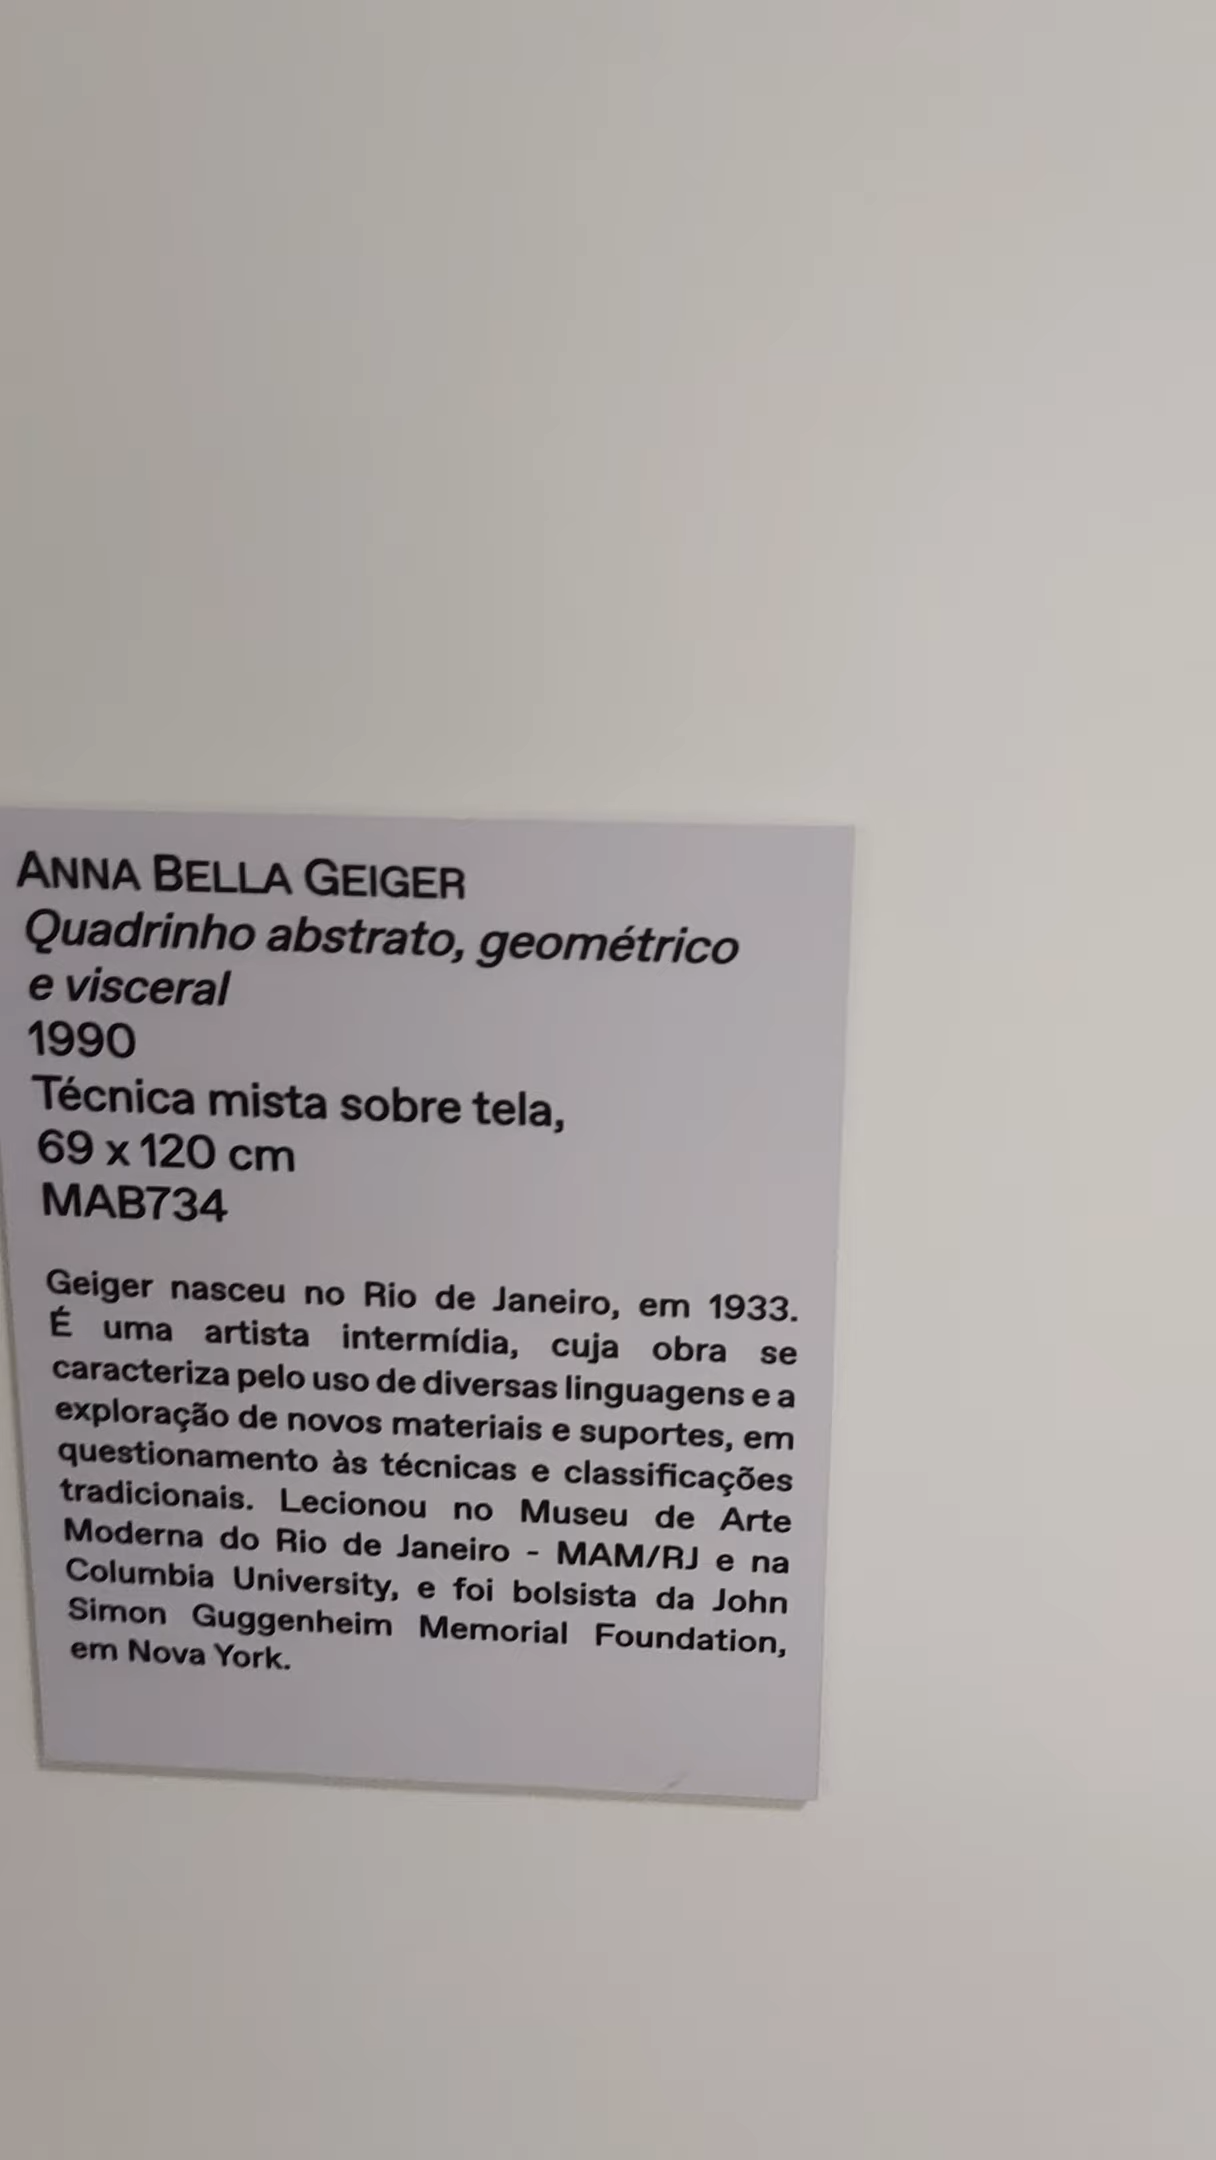 ANNA BELLA GEIGER
Quadrinho abstrato, geométrico
e visceral
1990
Técnica mista sobre tela,
69 x 120 cm
MAB734
Geiger nasceu no Rio de Janeiro, em 1933.
É uma artista intermídia, cuja obra se
caracteriza pelo uso de diversas linguagens e a
exploração de novos materiais e suportes, em
questionamento às técnicas e classificações
tradicionais. Lecionou no Museu de Arte
Moderna do Rio de Janeiro - MAM/RJ e na
Columbia University, e foi bolsista da John
Simon Guggenheim Memorial Foundation,
em Nova York.